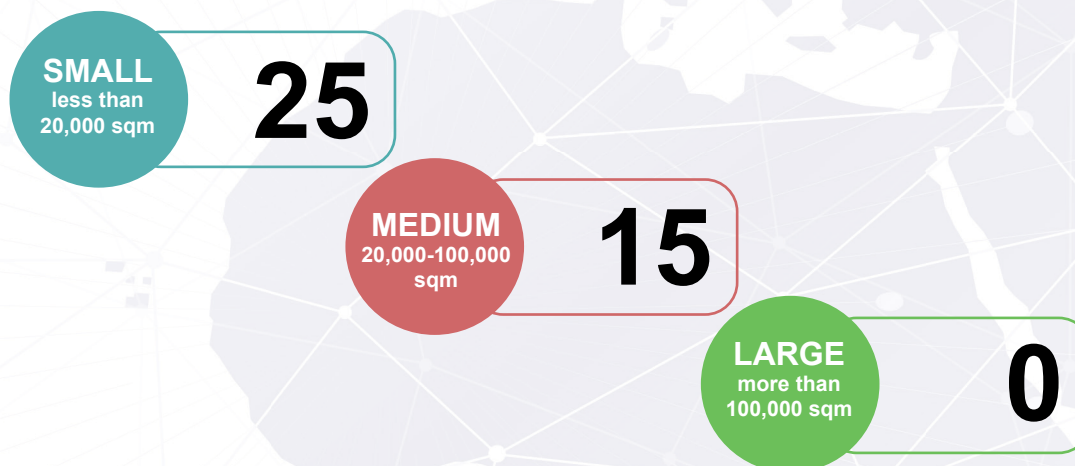 SMALL
less than
20,000 sqm
25
MEDIUM
20,000-100,000
sqm
15
LARGE
more than
100,000 sqm
0